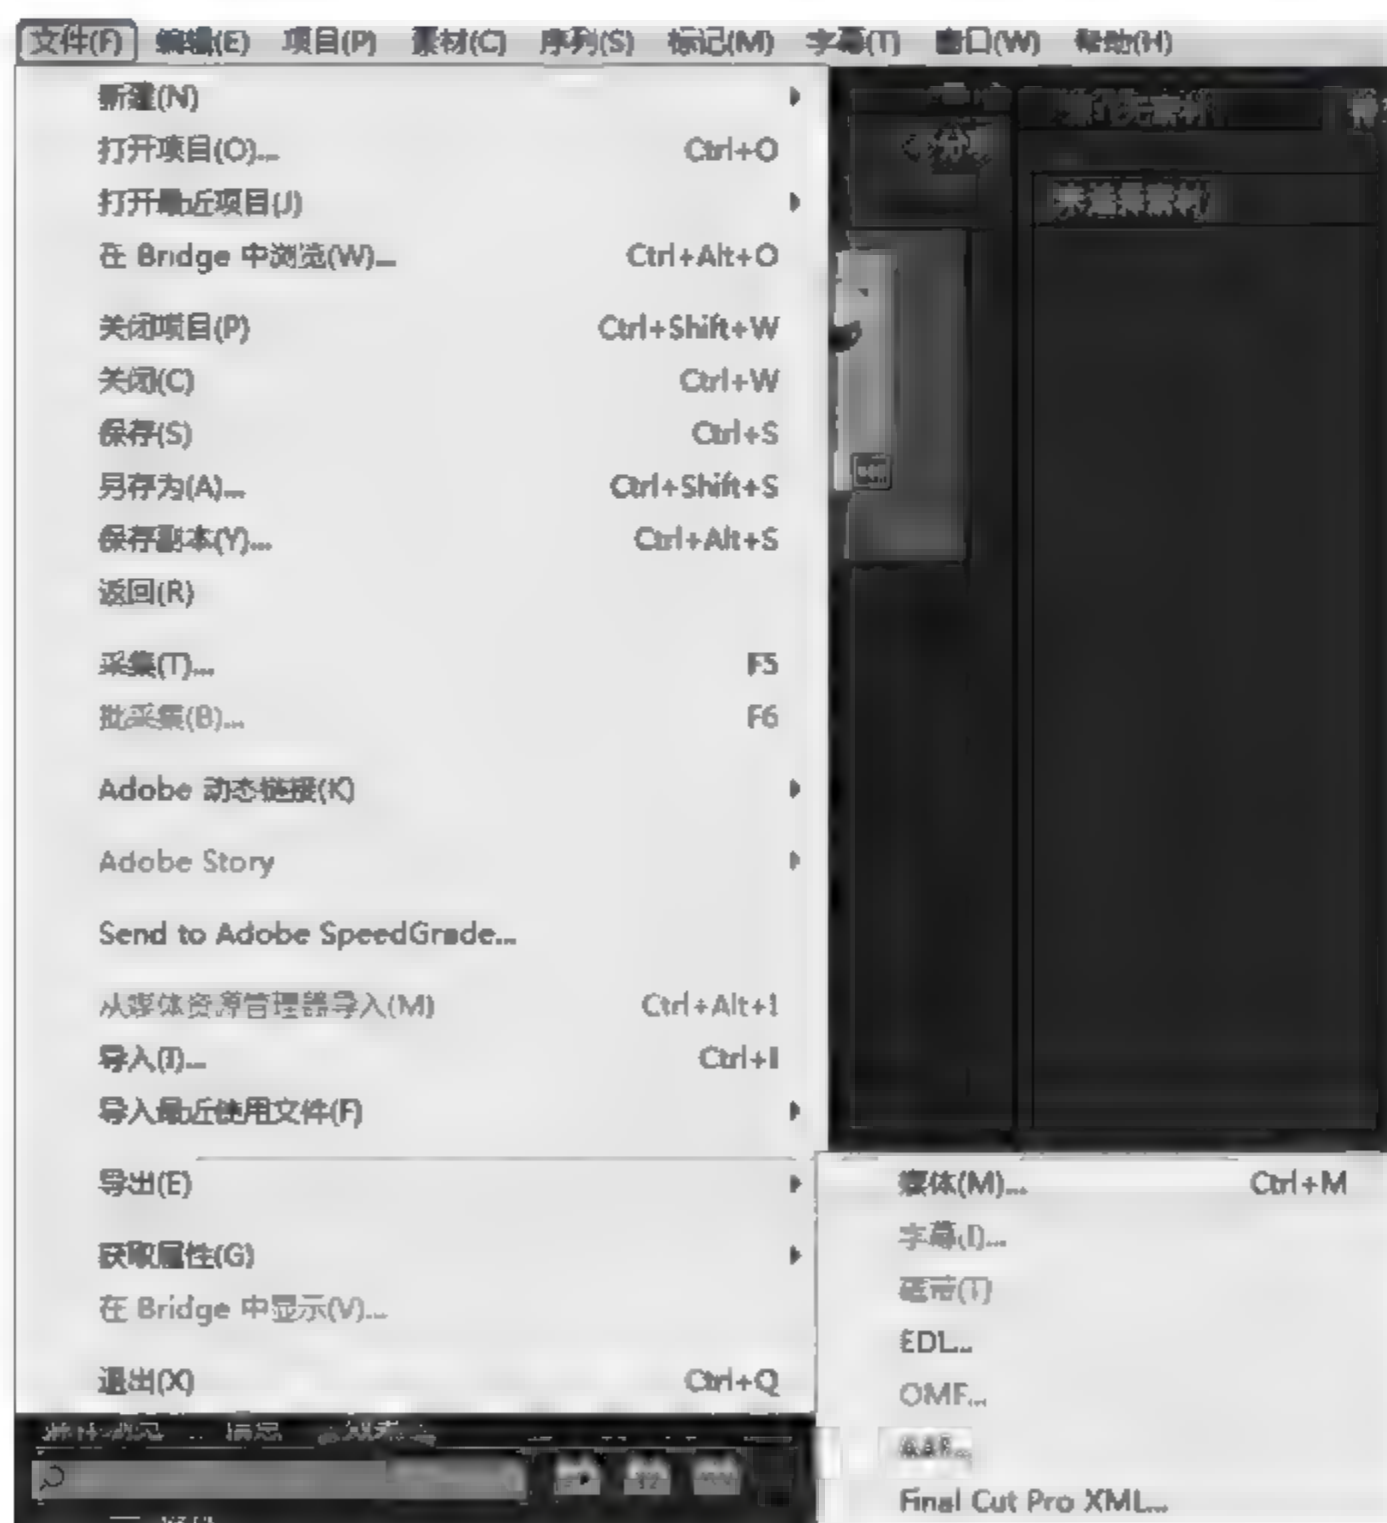 文件(F) 编辑(E) 项目(P) 素材(C) 序列(S) 标记(M) 字幕(T) 窗口(W) 帮助(H)
新建(N)
打开项目(O)... Ctrl+O
打开最近项目(J)
在 Bridge 中浏览(W)... Ctrl+Alt+O
关闭项目(P) Ctrl+Shift+W
关闭(C) Ctrl+W
保存(S) Ctrl+S
另存为(A)... Ctrl+Shift+S
保存副本(Y)... Ctrl+Alt+S
返回(R)
采集(T)... F5
批采集(B)... F6
Adobe 动态链接(K)
Adobe Story
Send to Adobe SpeedGrade...
从媒体资源管理器导入(M) Ctrl+Alt+I
导入(I)... Ctrl+I
导入最近使用文件(F)
导出(E)
媒体(M)... Ctrl+M
字幕(I)...
获取属性(G)
磁带(T)
在 Bridge 中显示(V)...
EDL...
退出(X) Ctrl+Q
OMF...
AAF...
Final Cut Pro XML...